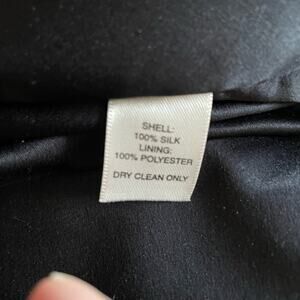 SHELL:
100% SILK
LINING:
100% POLYESTER
DRY CLEAN ONLY